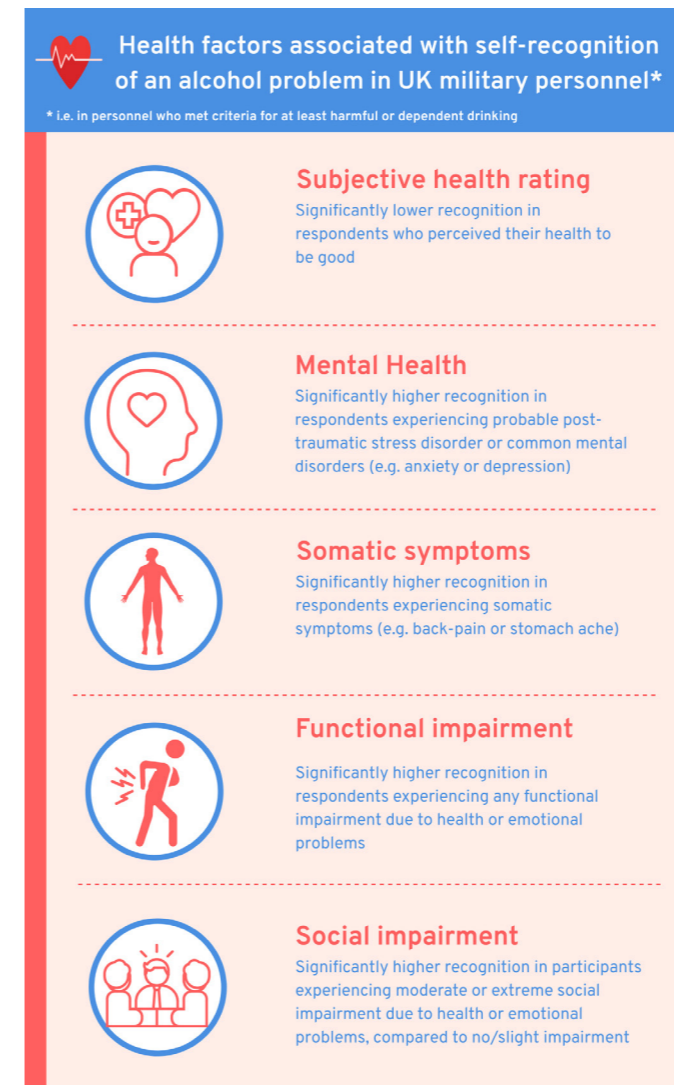 Health factors associated with self-recognition
of an alcohol problem in UK military personnel*
* i.e. in personnel who met criteria for at least harmful or dependent drinking
Subjective health rating
Significantly lower recognition in
respondents who perceived their health to
be good
Mental Health
Significantly higher recognition in
respondents experiencing probable post-
traumatic stress disorder or common mental
disorders (e.g. anxiety or depression)
Somatic symptoms
Significantly higher recognition in
respondents experiencing somatic
symptoms (e.g. back-pain or stomach ache)
Functional impairment
Significantly higher recognition in
respondents experiencing any functional
impairment due to health or emotional
problems
Social impairment
Significantly higher recognition in participants
experiencing moderate or extreme social
impairment due to health or emotional
problems, compared to no/slight impairment